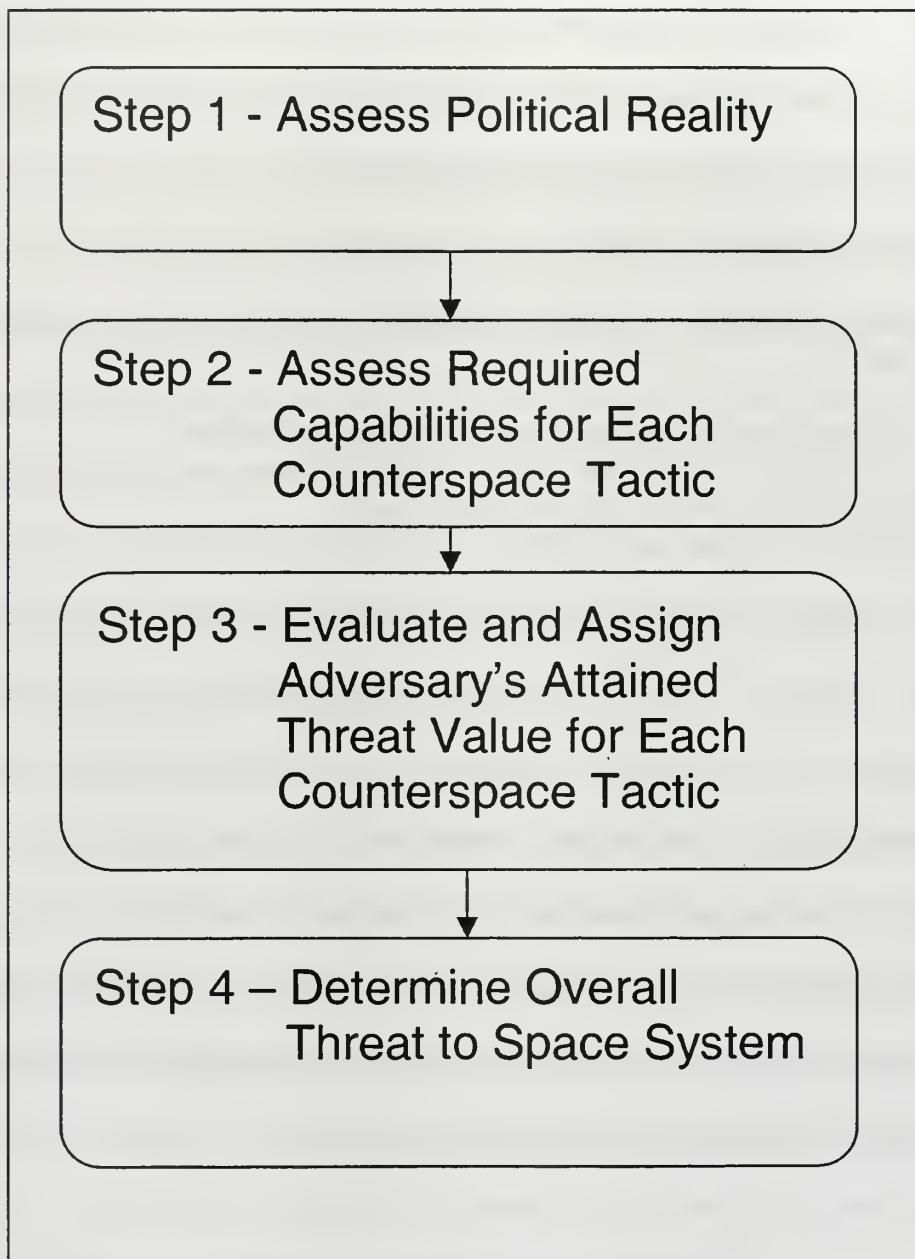 Step 1 - Assess Political Reality
Step 2 - Assess Required
Capabilities for Each
Counterspace Tactic
Step 3 - Evaluate and Assign
Adversary's Attained
Threat Value for Each
Counterspace Tactic
Step 4 – Determine Overall
Threat to Space System